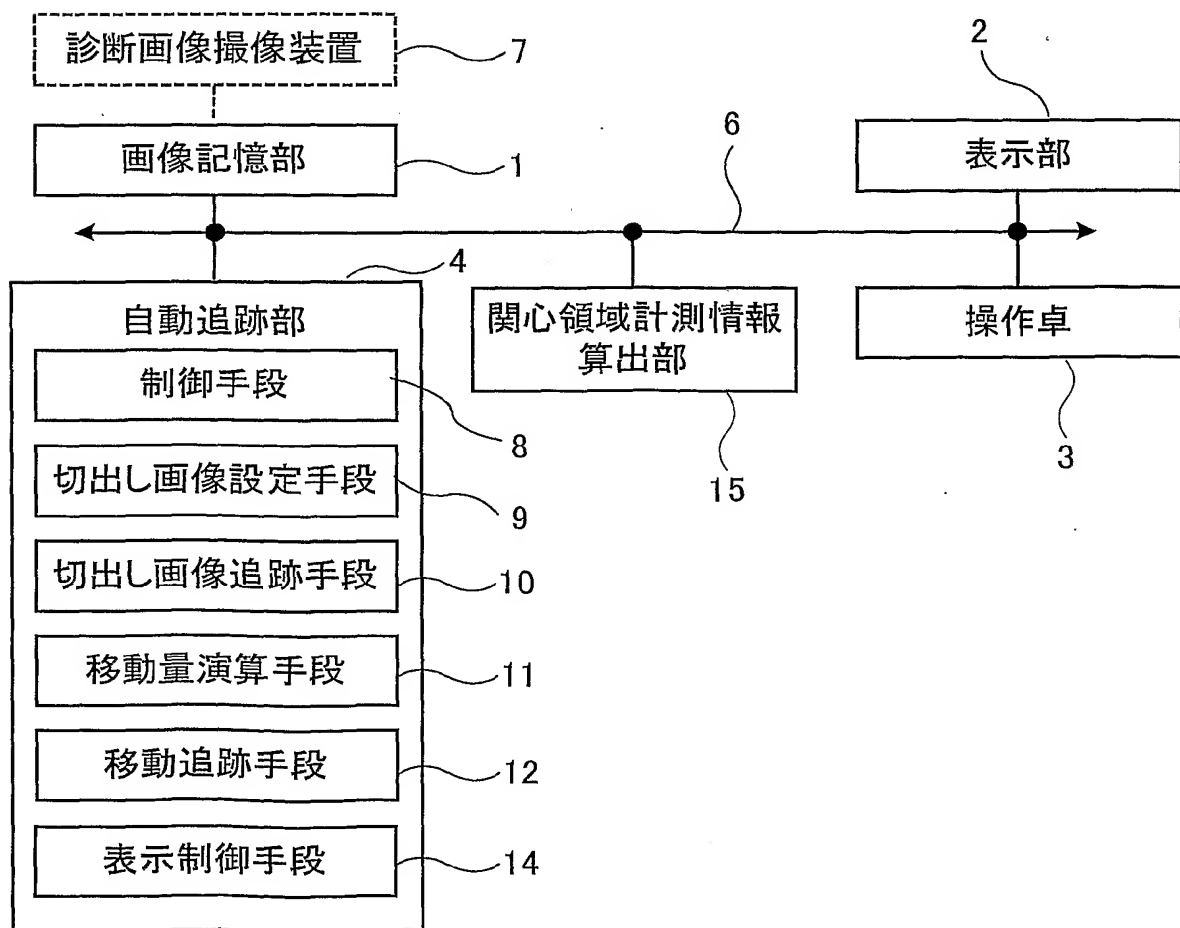 診断画像撮像装置
7
2
画像記憶部
1
表示部
6
4
自動追跡部
関心領域計測情報
算出部
操作卓
制御手段
8
15
3
切出し画像設定手段
9
切出し画像追跡手段
10
移動量演算手段
11
移動追跡手段
12
表示制御手段
14